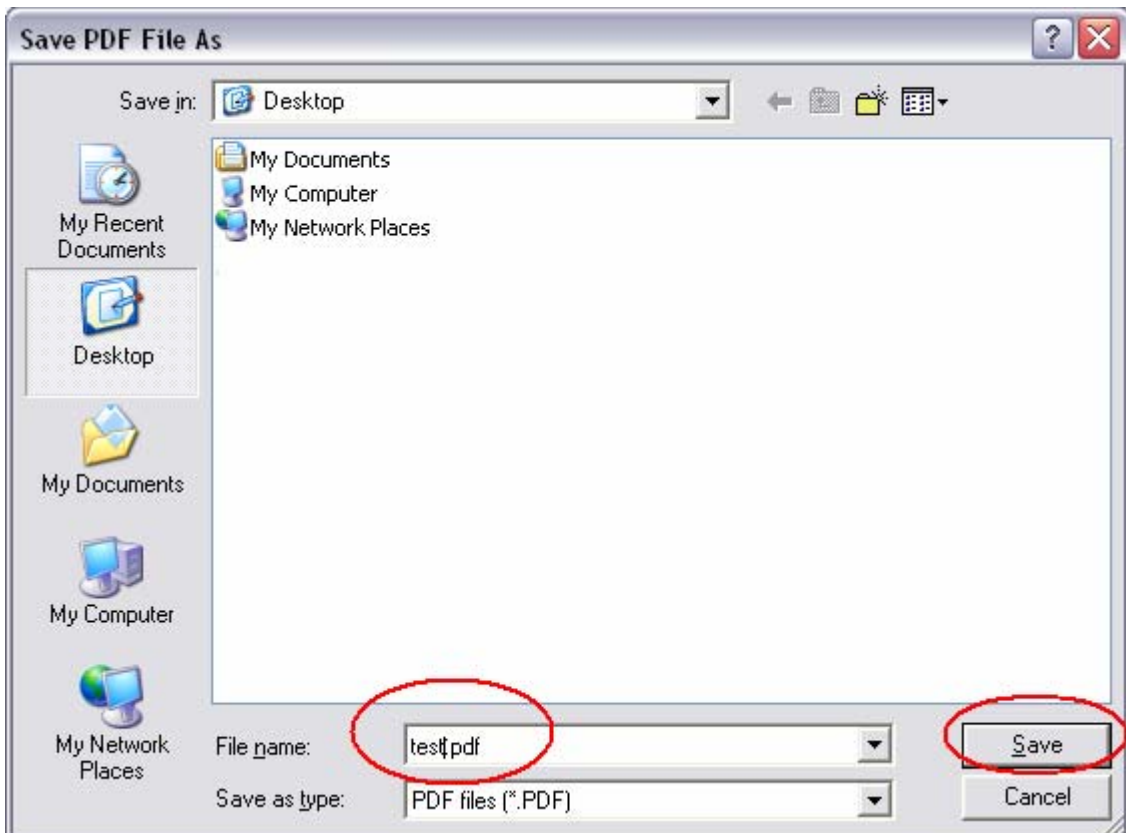 Save PDF File As
Save in:
Desktop
My Documents
My Computer
My Network Places
My Recent
Documents
Desktop
My Documents
My Computer
My Network
Places
File name:
test.pdf
Save
Save as type:
PDF files (*.PDF)
Cancel